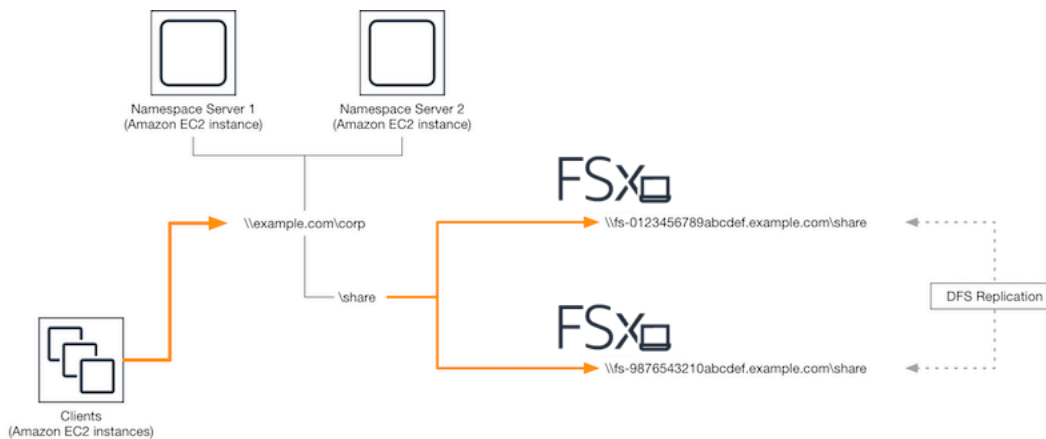 Namespace Server 1
(Amazon EC2 instance)
Namespace Server 2
(Amazon EC2 instance)
FSx
\\example.com\corp
\\fs-0123456789abcdef.example.com\share
\share
DFS Replication
FSx
\\fs-9876543210abcdef.example.com\share
Clients
(Amazon EC2 instances)